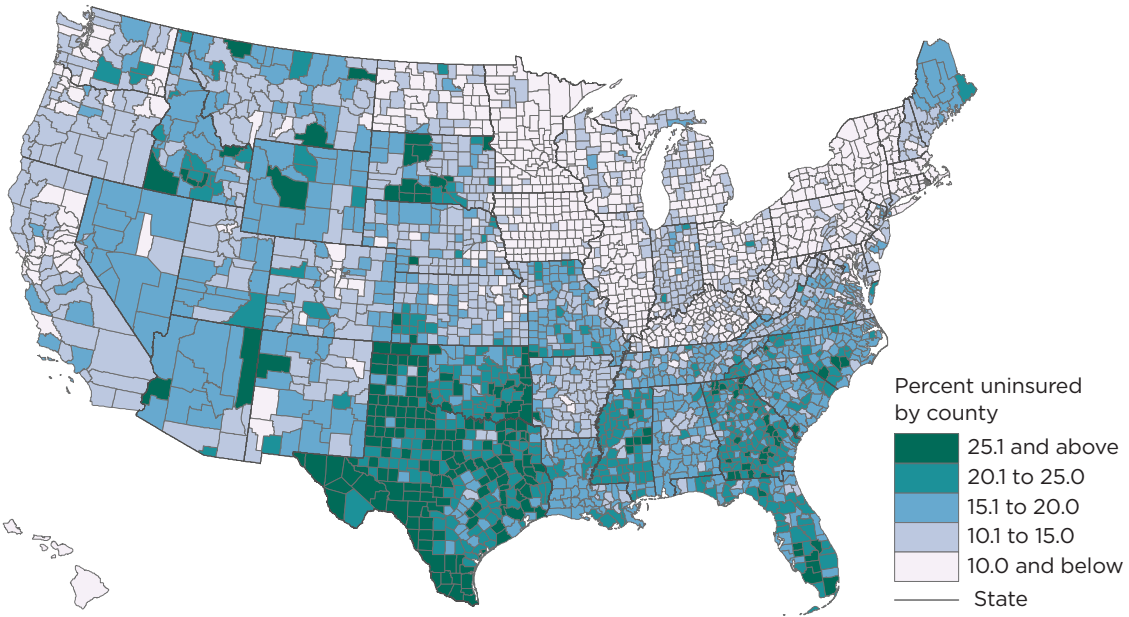 Percent uninsured
by county
25.1 and above
20.1 to 25.0
15.1 to 20.0
10.1 to 15.0
10.0 and below
State